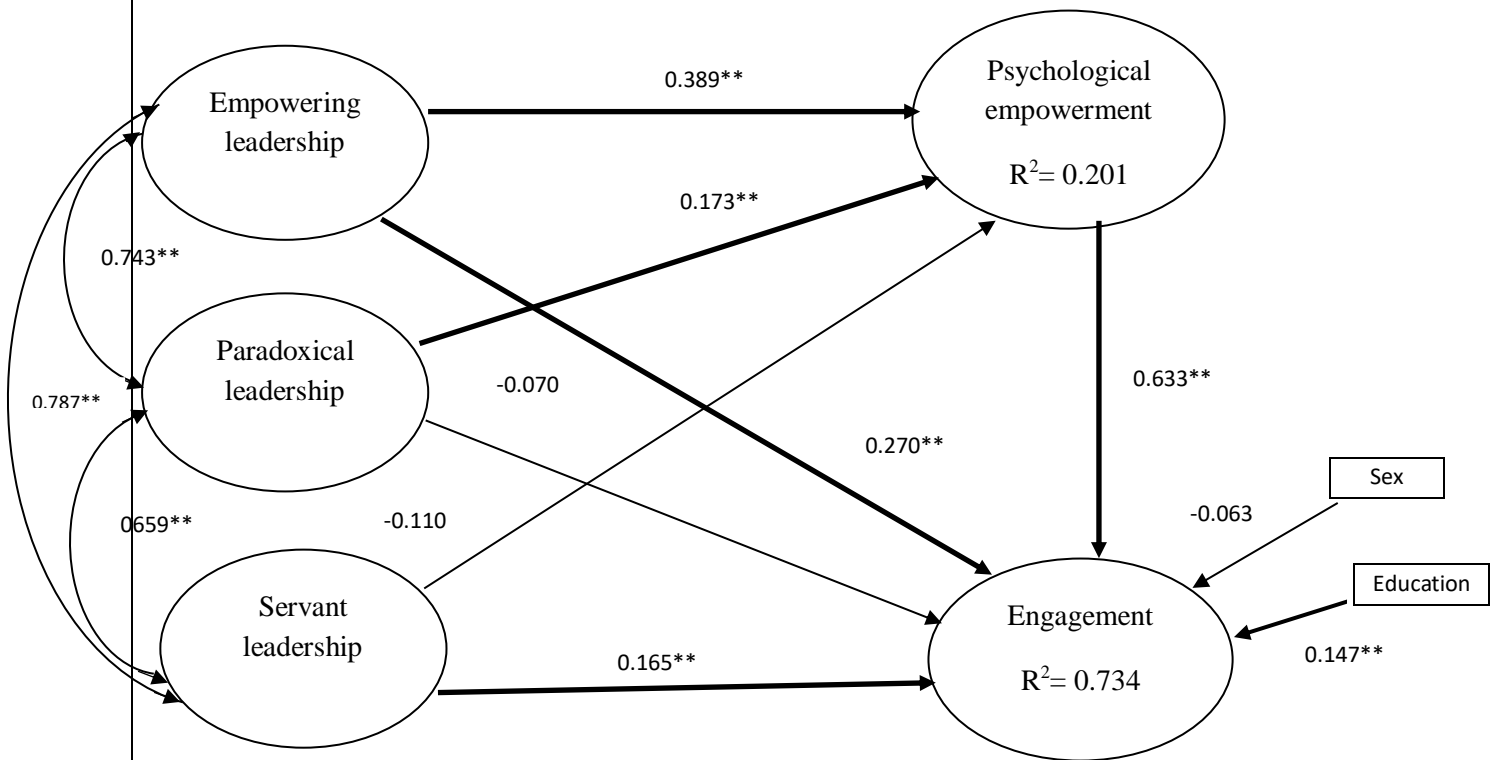 Empowering
leadership
0.389**
Psychological
empowerment
R²= 0.201
0.173**
0.743**
Paradoxical
leadership
-0.070
0.633**
0.787**
0.270**
Sex
-0.063
0659**
-0.110
Servant
leadership
Education
Engagement
0.165**
0.147**
R²= 0.734